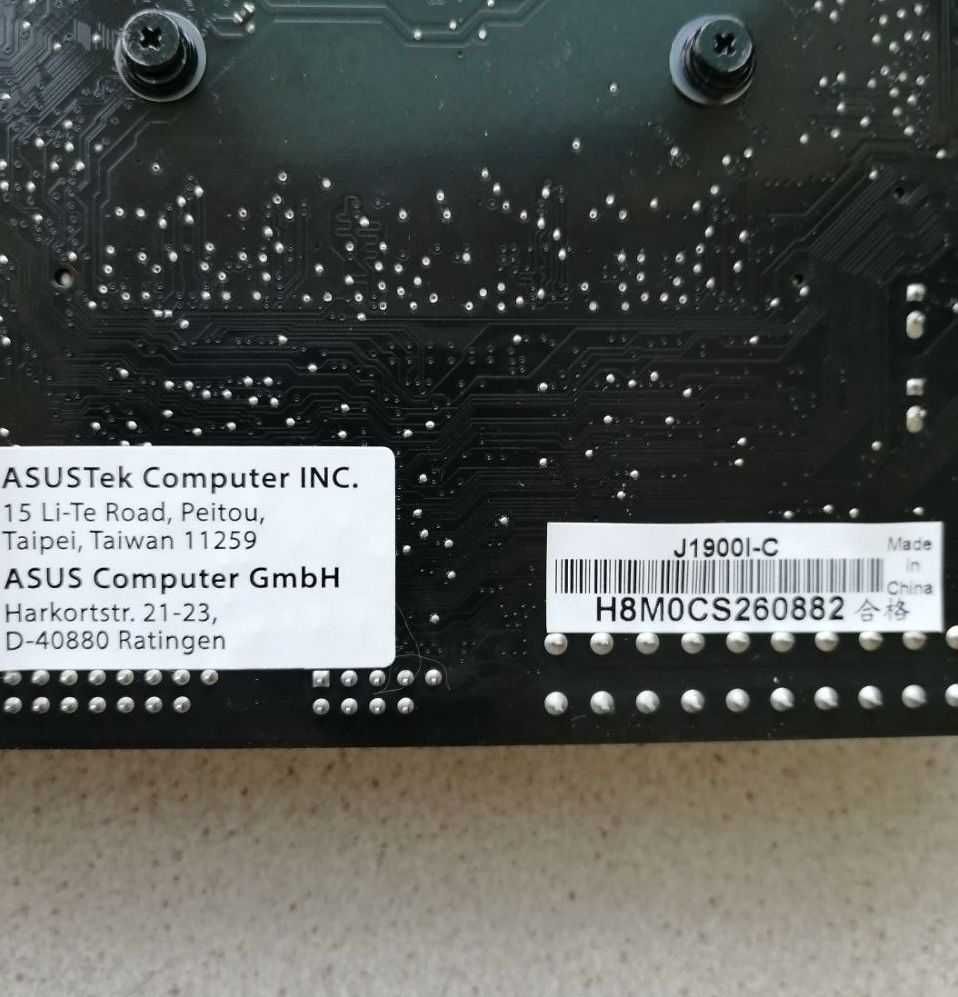 ASUSTek Computer INC.
15 Li-Te Road, Peitou,
Taipei, Taiwan 11259
ASUS Computer GmbH
Harkortstr. 21-23,
D-40880 Ratingen
J1900I-C
Made
in
China
H8M0CS260882 合格